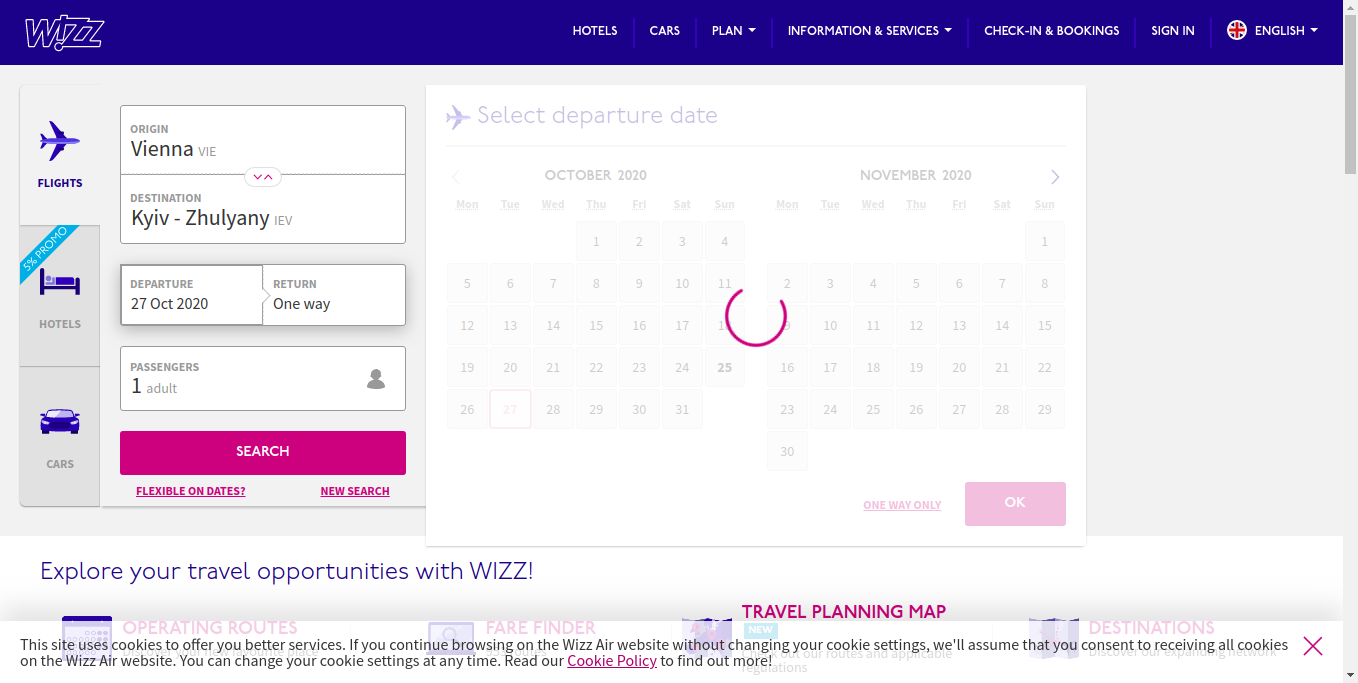 WIZZ
HOTELS
CARS
PLAN
INFORMATION & SERVICES
CHECK-IN & BOOKINGS
SIGN IN
ENGLISH
FLIGHTS
5% PROMO
HOTELS
CARS
ORIGIN
Vienna VIE
DESTINATION
Kyiv - Zhulyany IEV
DEPARTURE
27 Oct 2020
RETURN
One way
PASSENGERS
1 adult
SEARCH
FLEXIBLE ON DATES?
NEW SEARCH
Select departure date
OCTOBER 2020
Mon Tue Wed Thu Fri Sat Sun
1 2 3 4
5 6 7 8 9 10 11
12 13 14 15 16 17
19 20 21 22 23 24 25
26 27 28 29 30 31
NOVEMBER 2020
Mon Tue Wed Thu Fri Sat Sun
1
2 3 4 5 6 7 8
9 10 11 12 13 14 15
16 17 18 19 20 21 22
23 24 25 26 27 28 29
30
ONE WAY ONLY
OK
Explore your travel opportunities with WIZZ!
OPERATING ROUTES
FARE FINDER
TRAVEL PLANNING MAP
NEW
Check out our routes and applicable
regulations
DESTINATIONS
Discover our expanding network
This site uses cookies to offer you better services. If you continue browsing on the Wizz Air website without changing your cookie settings, we'll assume that you consent to receiving all cookies
on the Wizz Air website. You can change your cookie settings at any time. Read our Cookie Policy to find out more!